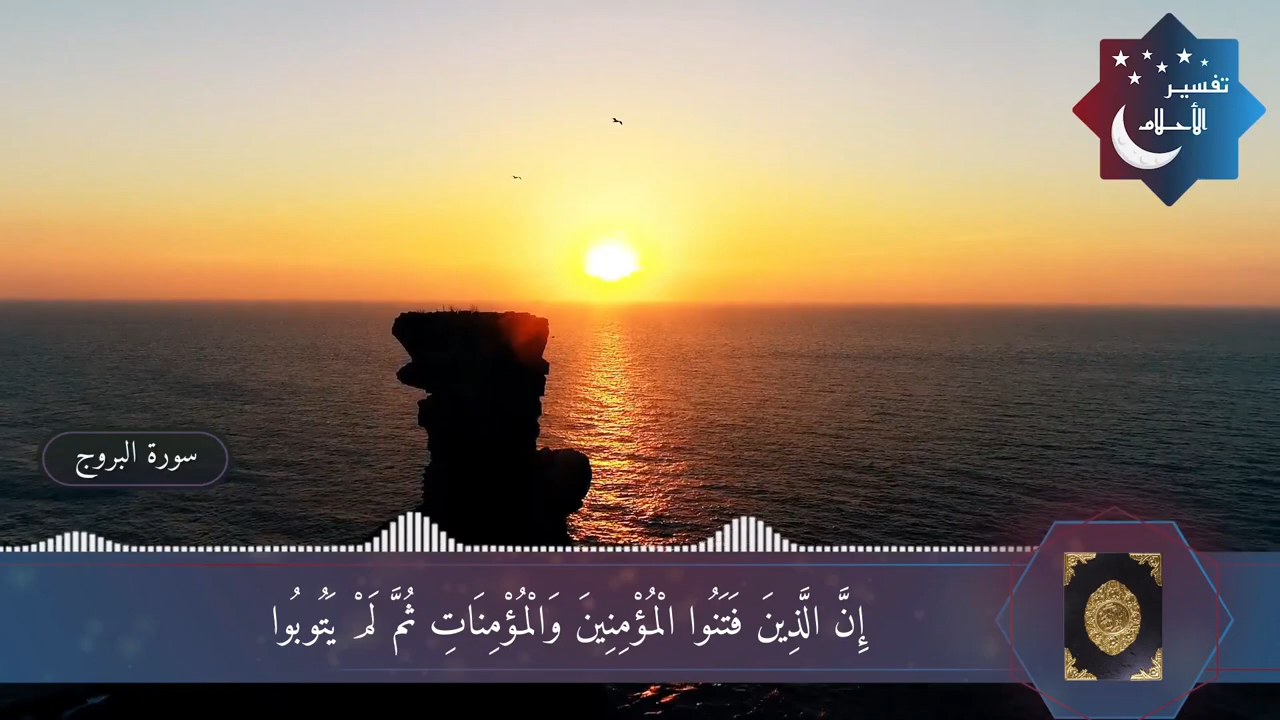 تفسير
الأحلام
سورة البروج
إِنَّ الَّذِينَ فَتَنُوا الْمُؤْمِنِينَ وَالْمُؤْمِنَاتِ ثُمَّ لَمْ يَتُوبُوا